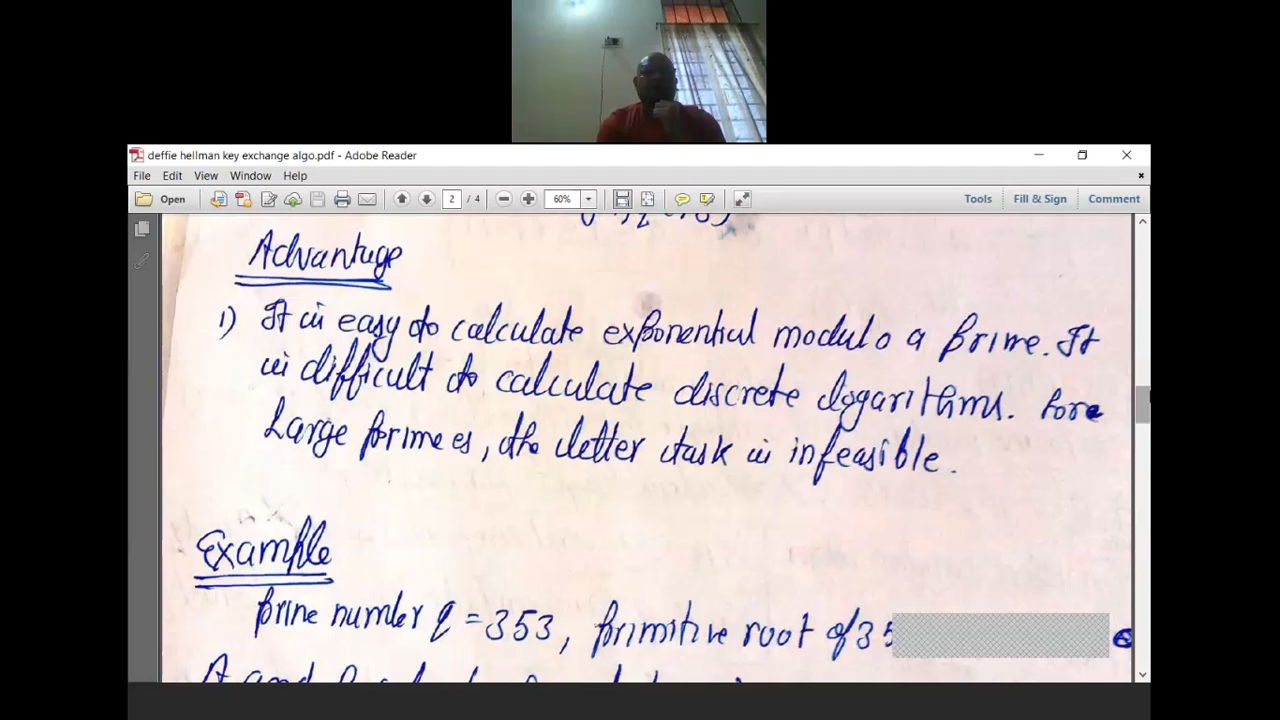 deffie hellman key exchange algo.pdf - Adobe Reader
File Edit View Window Help
Open 2 / 4 60% Tools Fill & Sign Comment
Advantage
1) It is easy to calculate exponential modulo a prime. It
is difficult to calculate discrete logarithms. For
Large primes, the letter task is infeasible.
Example
prime number q = 353, primitive root of 35
A and B